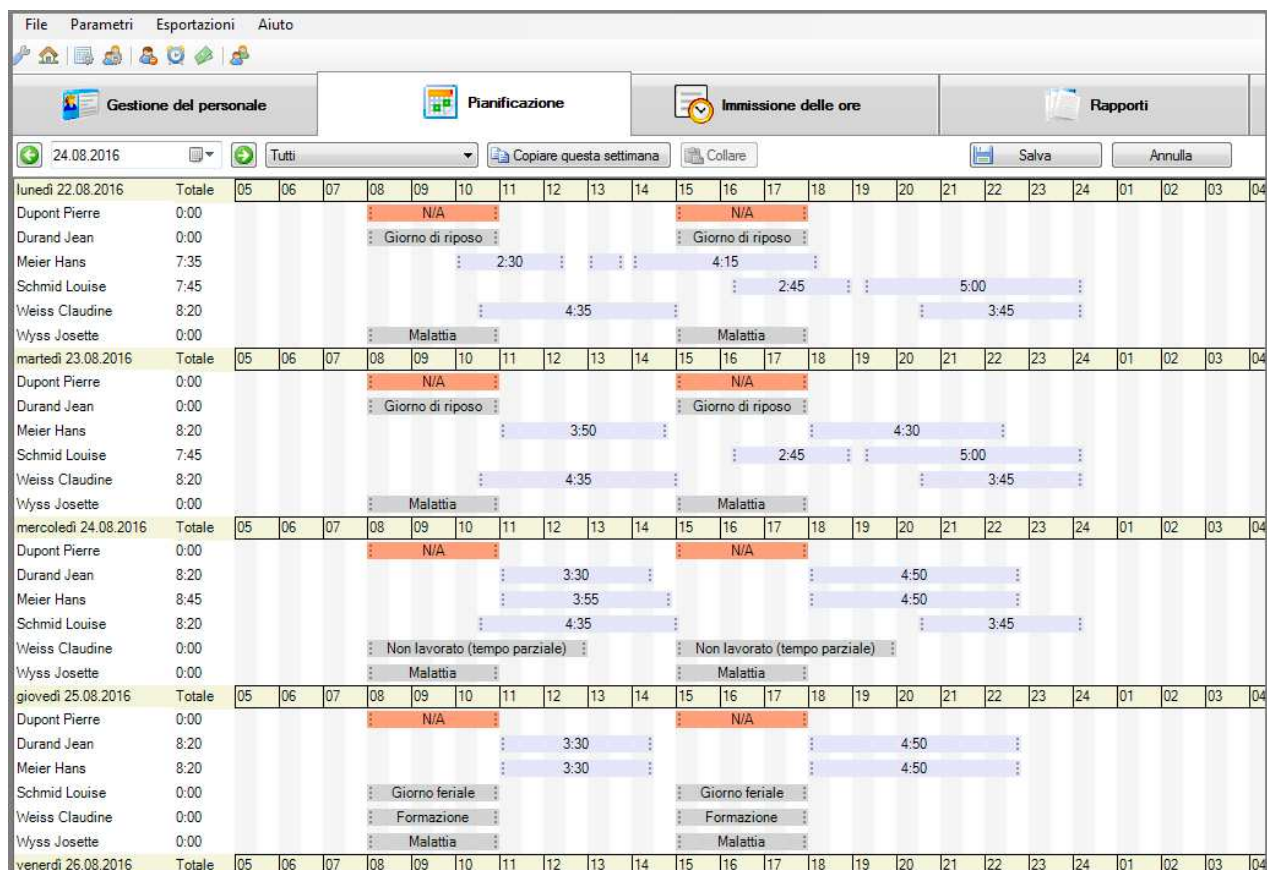 File Parametri Esportazioni Aiuto
Gestione del personale Pianificazione Immissione delle ore Rapporti
24.08.2016 Tutti Copiare questa settimana Collare Salva Annulla
lunedì 22.08.2016 Totale 05 06 07 08 09 10 11 12 13 14 15 16 17 18 19 20 21 22 23 24 01 02 03 04
Dupont Pierre 0:00 N/A N/A
Durand Jean 0:00 Giorno di riposo Giorno di riposo
Meier Hans 7:35 2:30 4:15
Schmid Louise 7:45 2:45 5:00
Weiss Claudine 8:20 4:35 3:45
Wyss Josette 0:00 Malattia Malattia
martedì 23.08.2016 Totale 05 06 07 08 09 10 11 12 13 14 15 16 17 18 19 20 21 22 23 24 01 02 03 04
Dupont Pierre 0:00 N/A N/A
Durand Jean 0:00 Giorno di riposo Giorno di riposo
Meier Hans 8:20 3:50 4:30
Schmid Louise 7:45 2:45 5:00
Weiss Claudine 8:20 4:35 3:45
Wyss Josette 0:00 Malattia Malattia
mercoledì 24.08.2016 Totale 05 06 07 08 09 10 11 12 13 14 15 16 17 18 19 20 21 22 23 24 01 02 03 04
Dupont Pierre 0:00 N/A N/A
Durand Jean 8:20 3:30 4:50
Meier Hans 8:45 3:55 4:50
Schmid Louise 8:20 4:35 3:45
Weiss Claudine 0:00 Non lavorato (tempo parziale) Non lavorato (tempo parziale)
Wyss Josette 0:00 Malattia Malattia
giovedì 25.08.2016 Totale 05 06 07 08 09 10 11 12 13 14 15 16 17 18 19 20 21 22 23 24 01 02 03 04
Dupont Pierre 0:00 N/A N/A
Durand Jean 8:20 3:30 4:50
Meier Hans 8:20 3:30 4:50
Schmid Louise 0:00 Giorno feriale Giorno feriale
Weiss Claudine 0:00 Formazione Formazione
Wyss Josette 0:00 Malattia Malattia
venerdì 26.08.2016 Totale 05 06 07 08 09 10 11 12 13 14 15 16 17 18 19 20 21 22 23 24 01 02 03 04